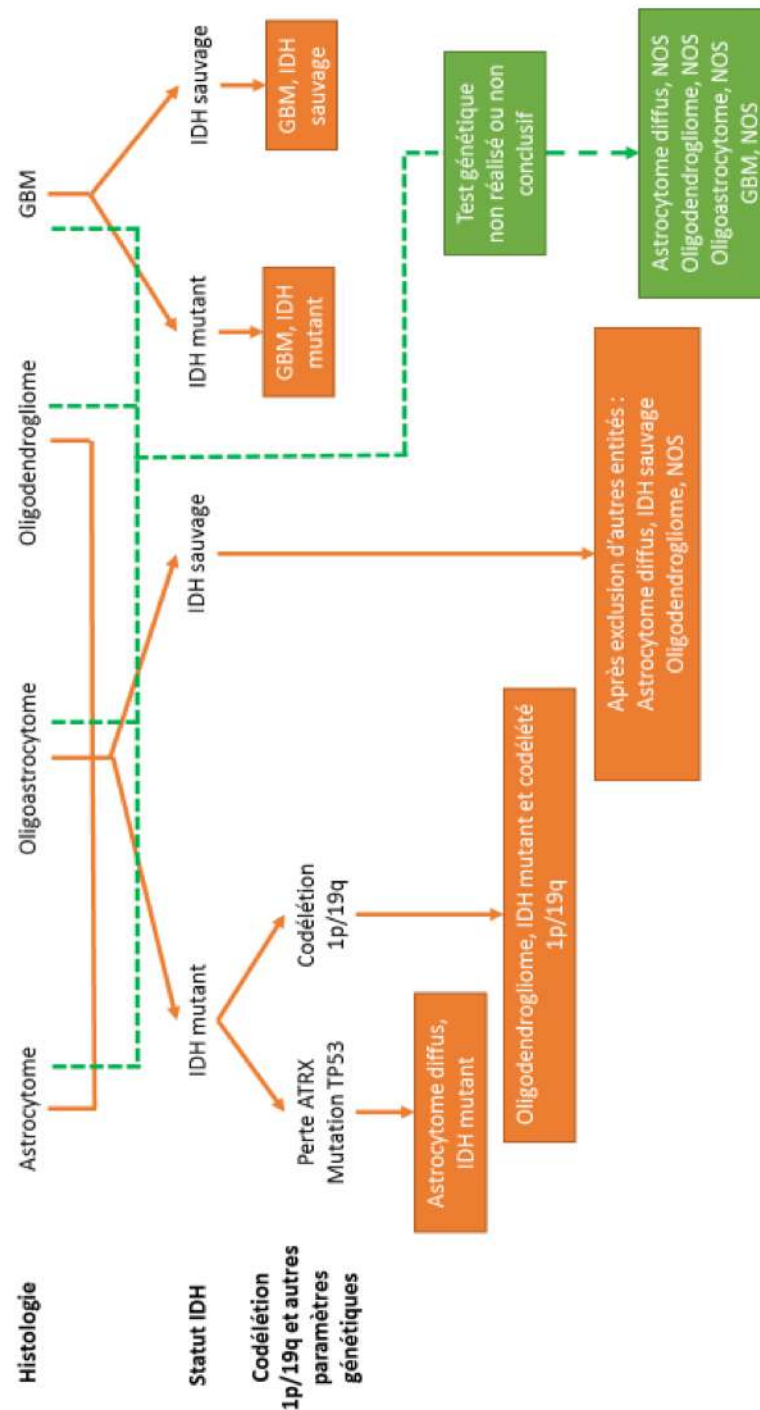 Histologie
Astrocytome
Oligoastrocytome
Oligodendrogliome
GBM
Statut IDH
IDH mutant
IDH sauvage
IDH mutant
IDH sauvage
Codélétion
1p/19q et autres
paramètres
génétiques
Perte ATRX
Mutation TP53
Codélétion
1p/19q
GBM, IDH
mutant
GBM, IDH
sauvage
Astrocytome diffus,
IDH mutant
Oligodendrogliome, IDH mutant et codélété
1p/19q
Après exclusion d'autres entités :
Astrocytome diffus, IDH sauvage
Oligodendrogliome, NOS
Test génétique
non réalisé ou non
conclusif
Astrocytome diffus, NOS
Oligodendrogliome, NOS
Oligoastrocytome, NOS
GBM, NOS